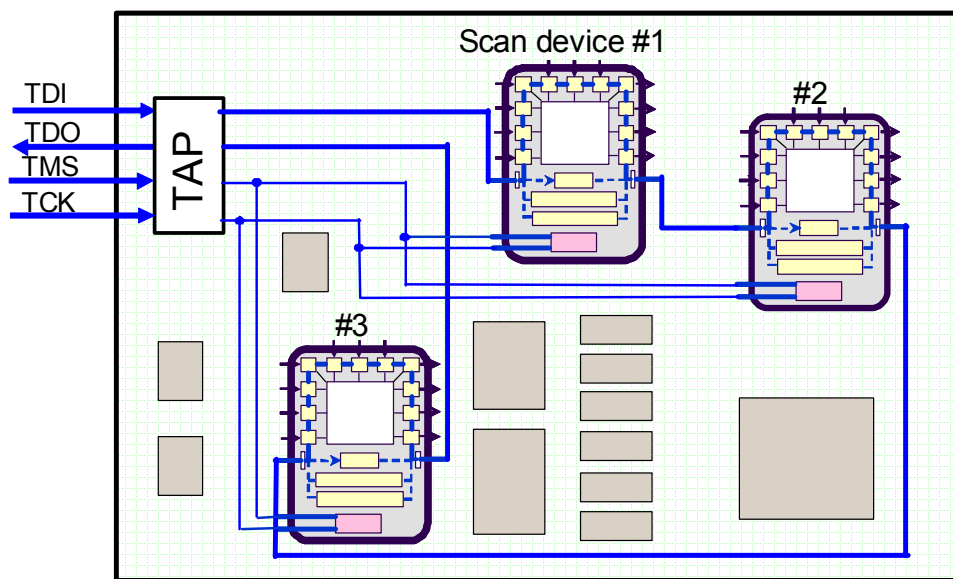 Scan device #1
#2
TDI
TDO
TMS
TCK
TAP
#3